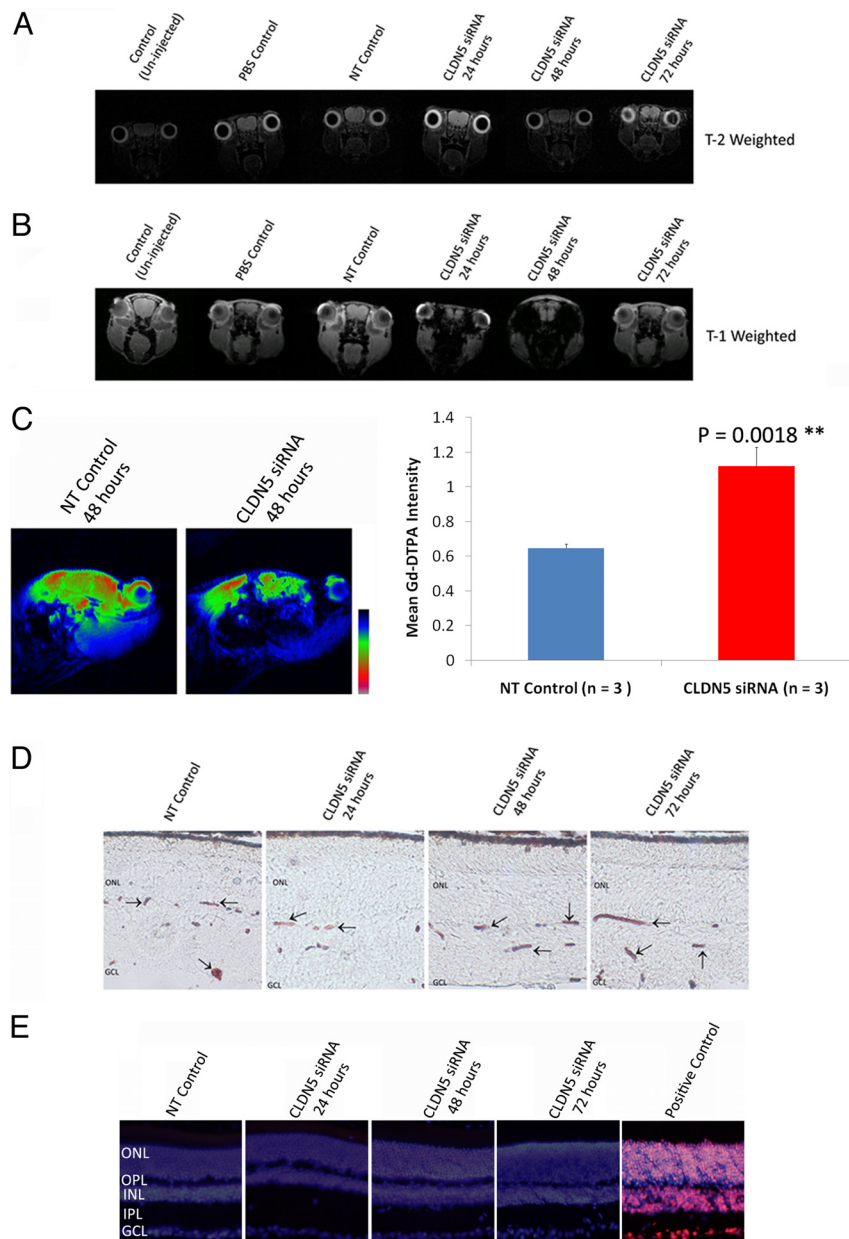 A
Control
(Un-injected)
PBS Control
NT Control
CLDN5 siRNA
24 hours
CLDN5 siRNA
48 hours
CLDN5 siRNA
72 hours
T-2 Weighted
B
Control
(Un-injected)
PBS Control
NT Control
CLDN5 siRNA
24 hours
CLDN5 siRNA
48 hours
CLDN5 siRNA
72 hours
T-1 Weighted
C
NT Control
48 hours
CLDN5 siRNA
48 hours
Mean Gd-DTPA Intensity
1.4
1.2
1
0.8
0.6
0.4
0.2
0
P = 0.0018 **
NT Control (n = 3 )
CLDN5 siRNA (n = 3)
D
NT Control
CLDN5 siRNA
24 hours
CLDN5 siRNA
48 hours
CLDN5 siRNA
72 hours
ONL
ONL
ONL
ONL
GCL
GCL
GCL
GCL
E
NT Control
CLDN5 siRNA
24 hours
CLDN5 siRNA
48 hours
CLDN5 siRNA
72 hours
Positive Control
ONL
OPL
INL
IPL
GCL